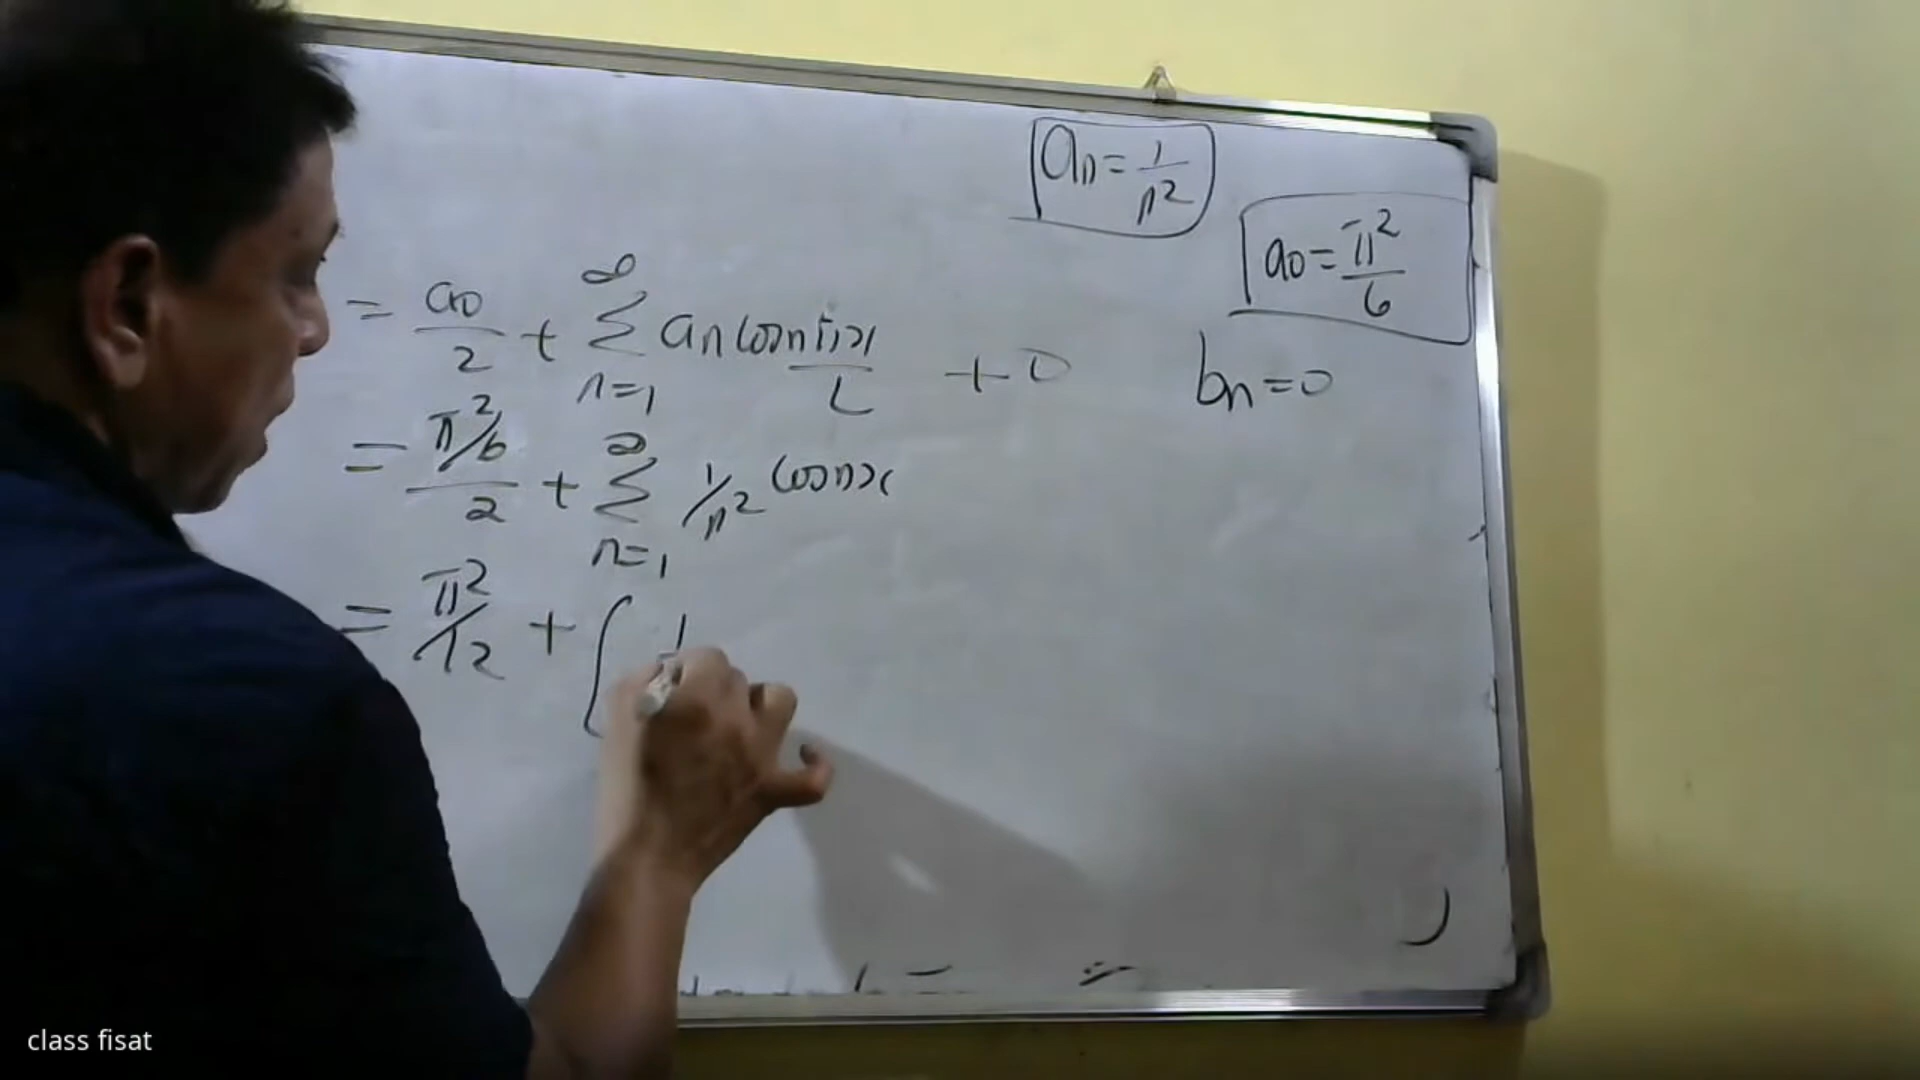 an = 1/n²
a0 = π²/6
= a0/2 + ∞ Σ n=1 an cos nπx/L + 0
bn = 0
= π²/6/2 + ∞ Σ n=1 1/n² cos nx
= π²/12 + [ 1
class fisat